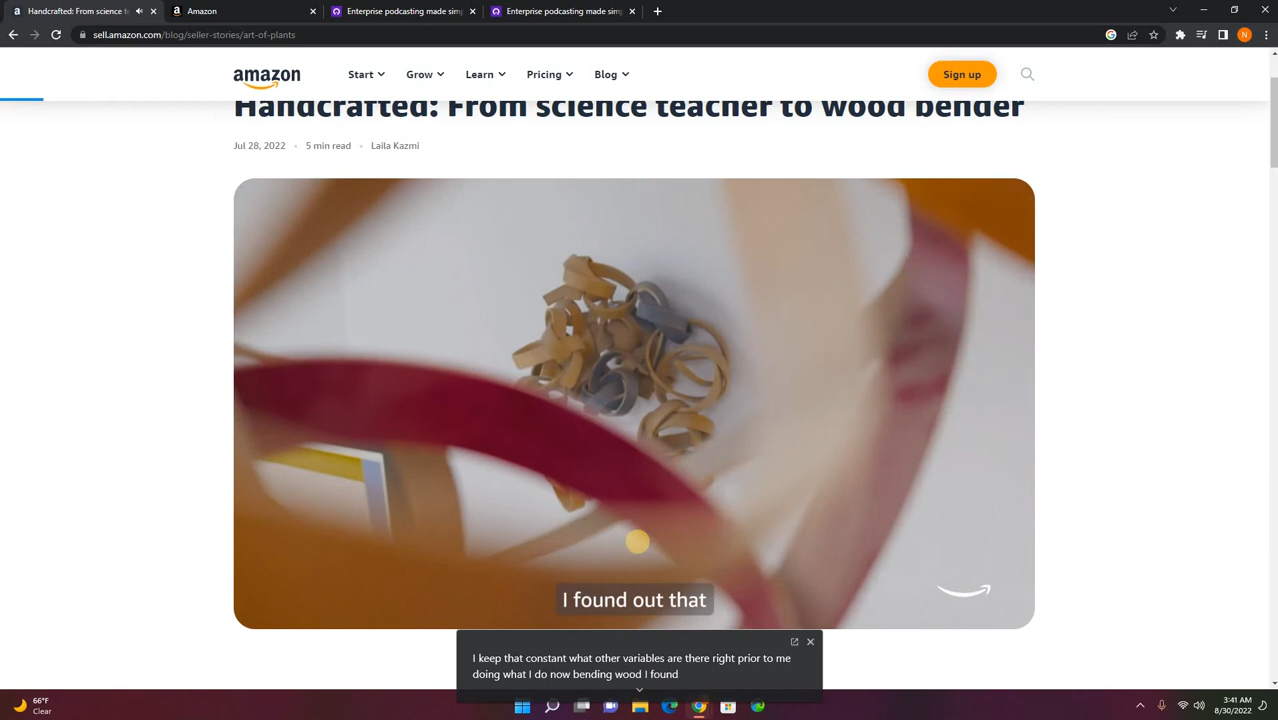 Handcrafted: From science te
Enterprise podcasting made sim
Enterprise podcasting made sim
sell.amazon.com/blog/seller-stories/art-of-plants
N
amazon
Start
Grow
Learn
Pricing
Blog
Sign up
Handcrafted: From science teacher to wood bender
Jul 28, 2022 • 5 min read • Laila Kazmi
I found out that
I keep that constant what other variables are there right prior to me
doing what I do now bending wood I found
66°F
Clear
3:41 AM
8/30/2022